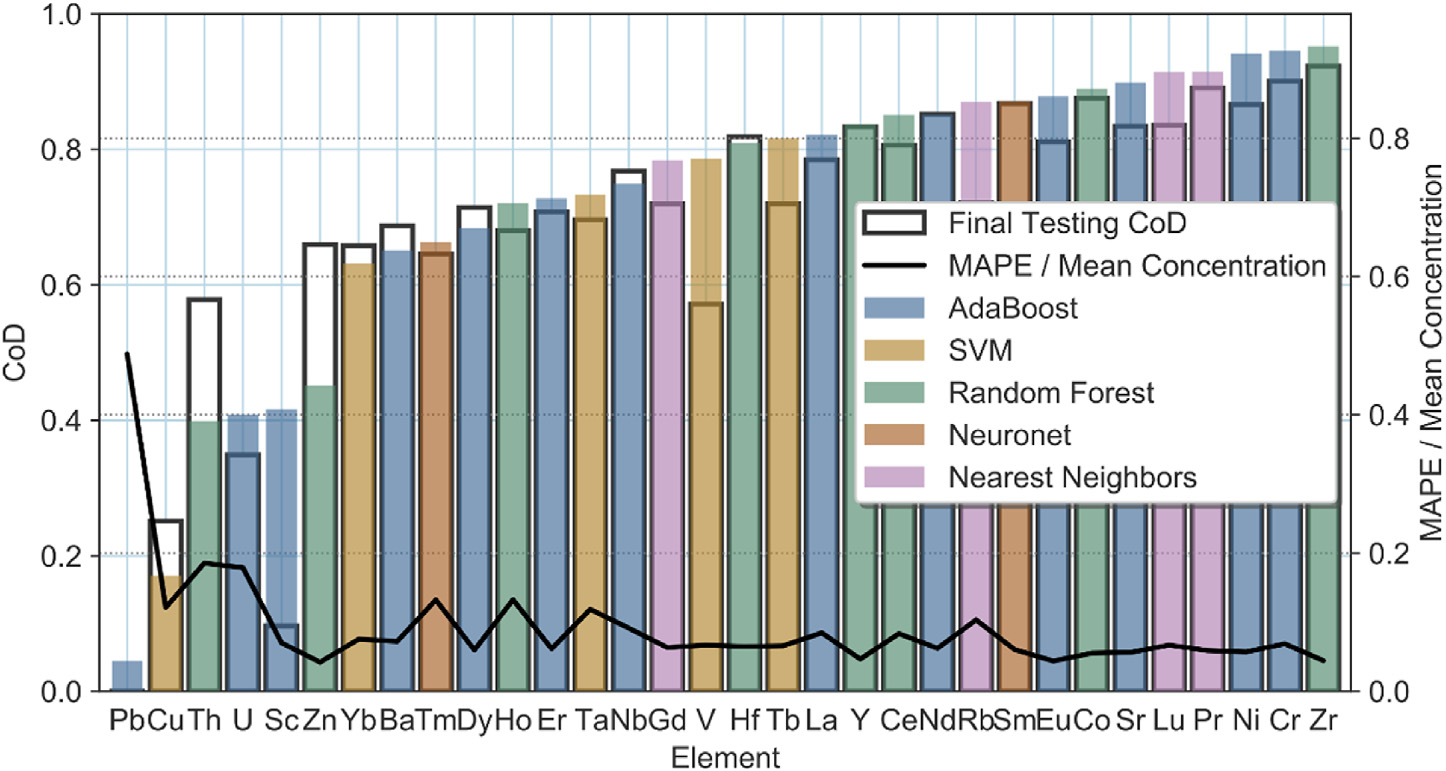 1.0
0.8
0.6
0.4
0.2
0.0
CoD
0.8
0.6
0.4
0.2
0.0
MAPE / Mean Concentration
Final Testing CoD
MAPE / Mean Concentration
AdaBoost
SVM
Random Forest
Neuronet
Nearest Neighbors
Pb Cu Th U Sc Zn Yb Ba Tm Dy Ho Er Ta Nb Gd V Hf Tb La Y Ce Nd Rb Sm Eu Co Sr Lu Pr Ni Cr Zr
Element